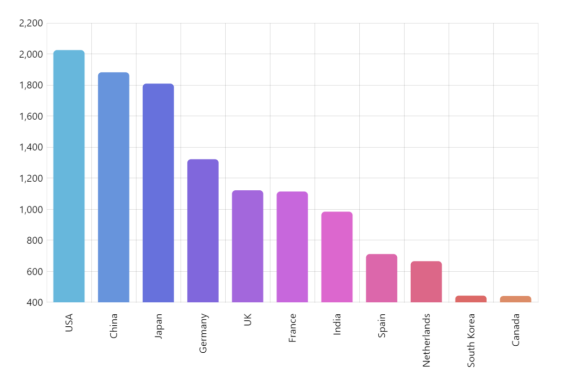 2,200
2,000
1,800
1,600
1,400
1,200
1,000
800
600
400
USA
China
Japan
Germany
UK
France
India
Spain
Netherlands
South Korea
Canada